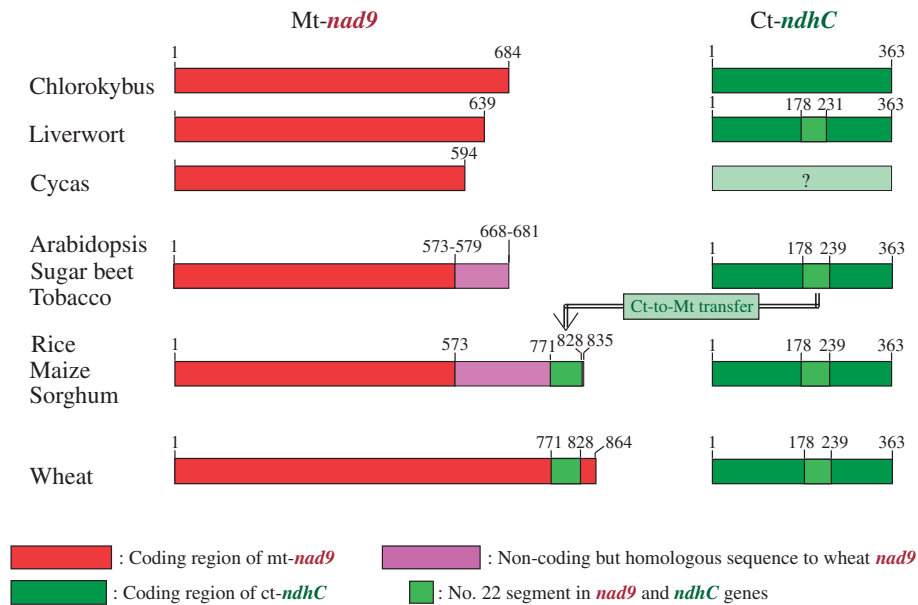 Mt-nad9 Ct-ndhC
1 684 1 363
Chlorokybus
639 1 178 231 363
Liverwort
594
Cycas ?
Arabidopsis 1 573-579 668-681 1 178 239 363
Sugar beet
Tobacco
Ct-to-Mt transfer
Rice 1 573 771 828 835 1 178 239 363
Maize
Sorghum
1 771 828 864 1 178 239 363
Wheat
: Coding region of mt-nad9 : Non-coding but homologous sequence to wheat nad9
: Coding region of ct-ndhC : No. 22 segment in nad9 and ndhC genes